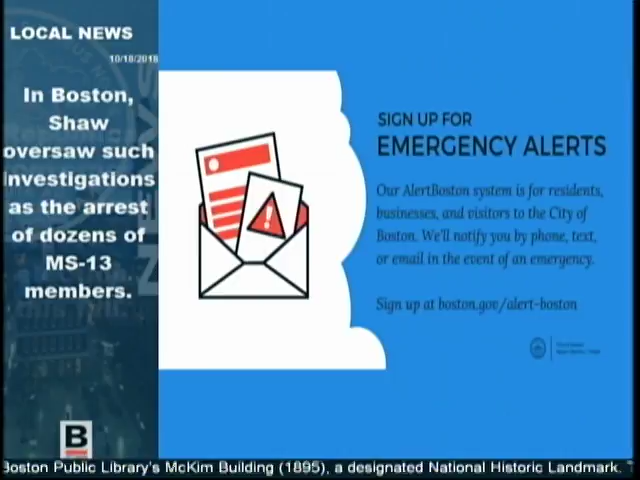 LOCAL NEWS
10/18/2018
In Boston,
Shaw
oversaw such
investigations
as the arrest
of dozens of
MS-13
members.
B
SIGN UP FOR
EMERGENCY ALERTS
Our AlertBoston system is for residents,
businesses, and visitors to the City of
Boston. We'll notify you by phone, text,
or email in the event of an emergency.
Sign up at boston.gov/alert-boston
Boston Public Library's McKim Building (1895), a designated National Historic Landmark.